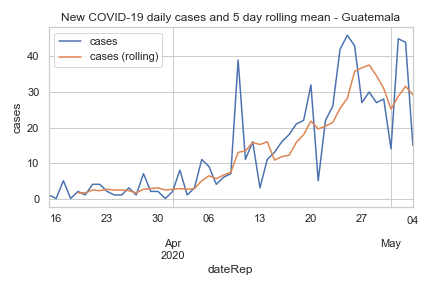 New COVID-19 daily cases and 5 day rolling mean - Guatemala
cases
cases (rolling)
40
30
20
10
0
cases
16 23 30 06 13 20 27 04
Apr May
2020
dateRep